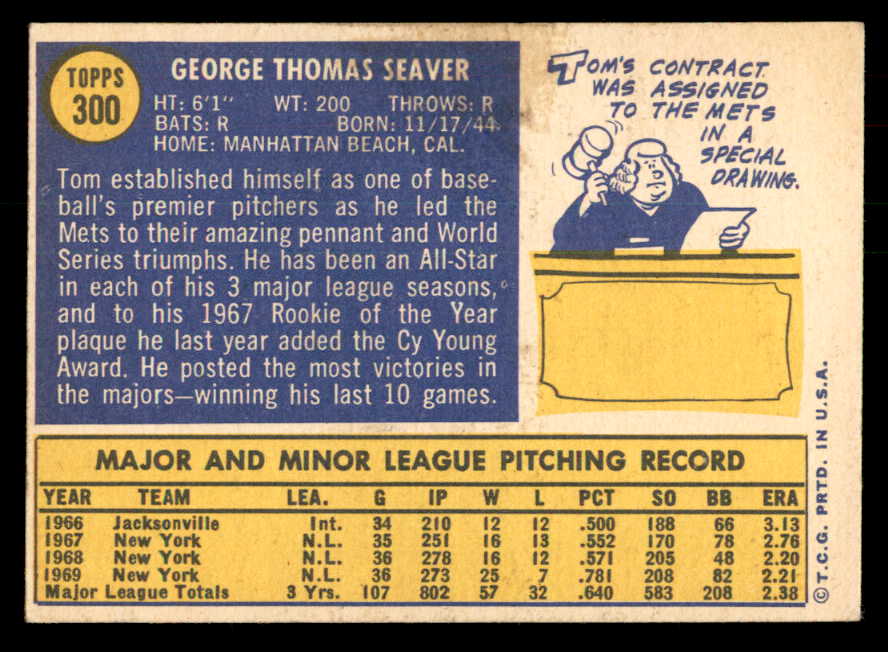 TOPPS
300
GEORGE THOMAS SEAVER
HT: 6'1" WT: 200 THROWS: R
BATS: R BORN: 11/17/44
HOME: MANHATTAN BEACH, CAL.
Tom established himself as one of base-
ball's premier pitchers as he led the
Mets to their amazing pennant and World
Series triumphs. He has been an All-Star
in each of his 3 major league seasons,
and to his 1967 Rookie of the Year
plaque he last year added the Cy Young
Award. He posted the most victories in
the majors—winning his last 10 games.
TOM'S CONTRACT
WAS ASSIGNED
TO THE METS
IN A
SPECIAL
DRAWING.
MAJOR AND MINOR LEAGUE PITCHING RECORD
YEAR TEAM LEA. G IP W L PCT SO BB ERA
1966 Jacksonville Int. 34 210 12 12 .500 188 66 3.13
1967 New York N.L. 35 251 16 13 .552 170 78 2.76
1968 New York N.L. 36 278 16 12 .571 205 48 2.20
1969 New York N.L. 36 273 25 7 .781 208 82 2.21
Major League Totals 3 Yrs. 107 802 57 32 .640 583 208 2.38
© T.C.G. PRTD. IN U.S.A.